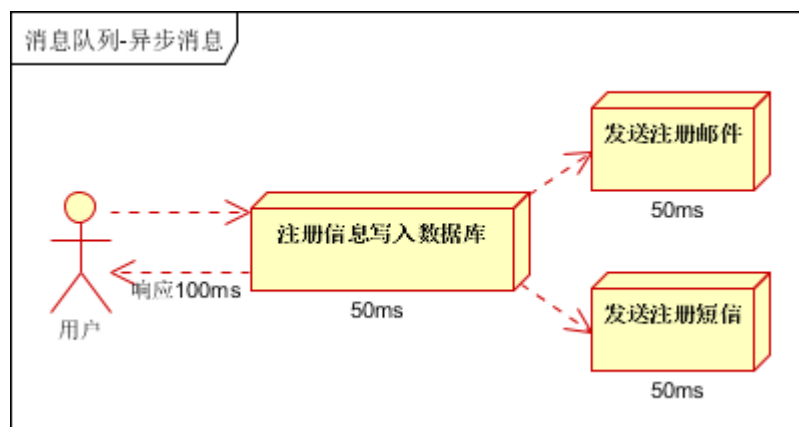 消息队列-异步消息
发送注册邮件
50ms
注册信息写入数据库
响应100ms
50ms
用户
发送注册短信
50ms